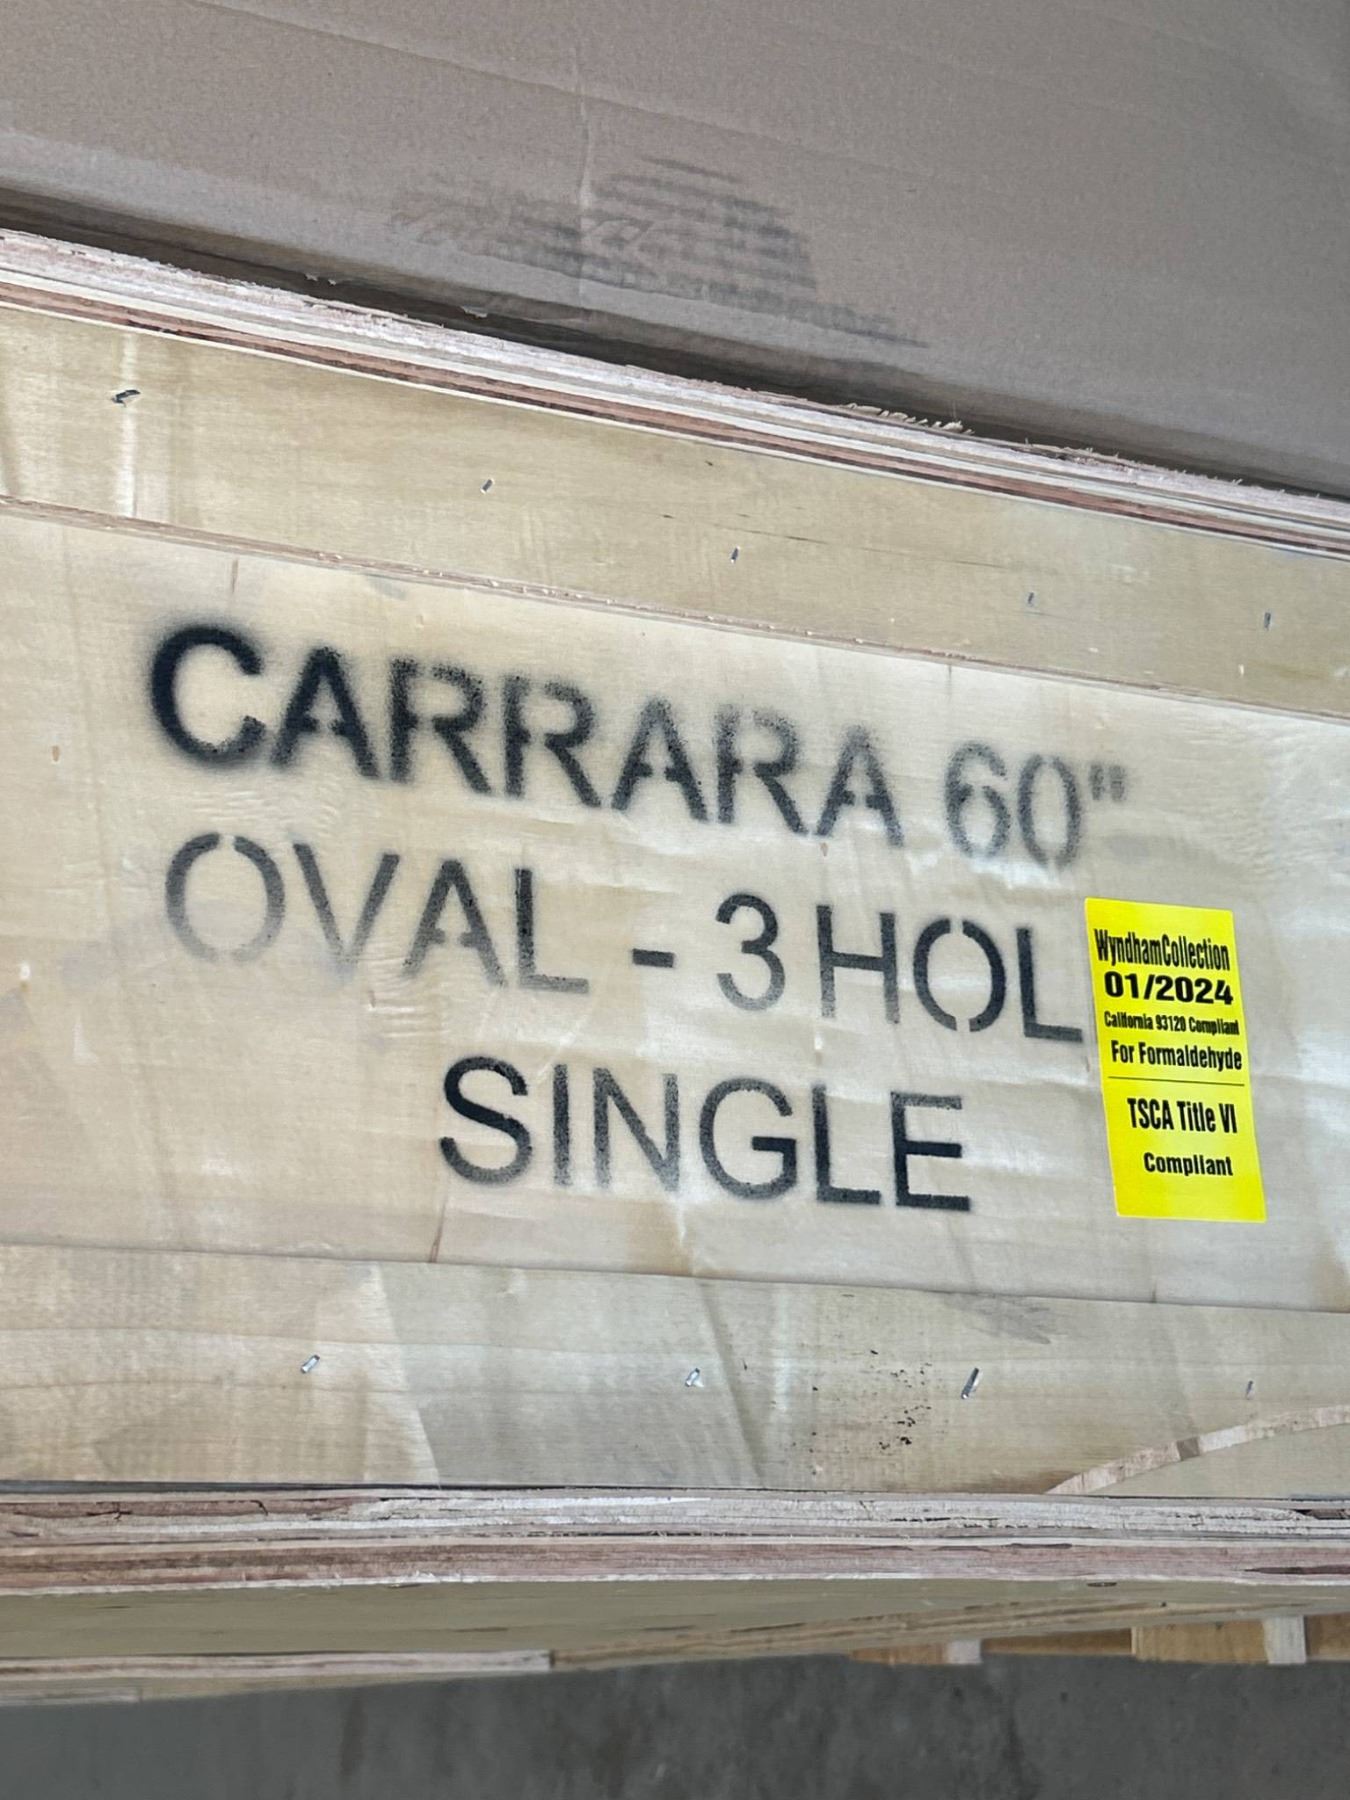 CARRARA 60"
OVAL - 3 HOL
SINGLE
WyndhamCollection
01/2024
California 93120 Compliant
For Formaldehyde
TSCA Title VI
Compliant